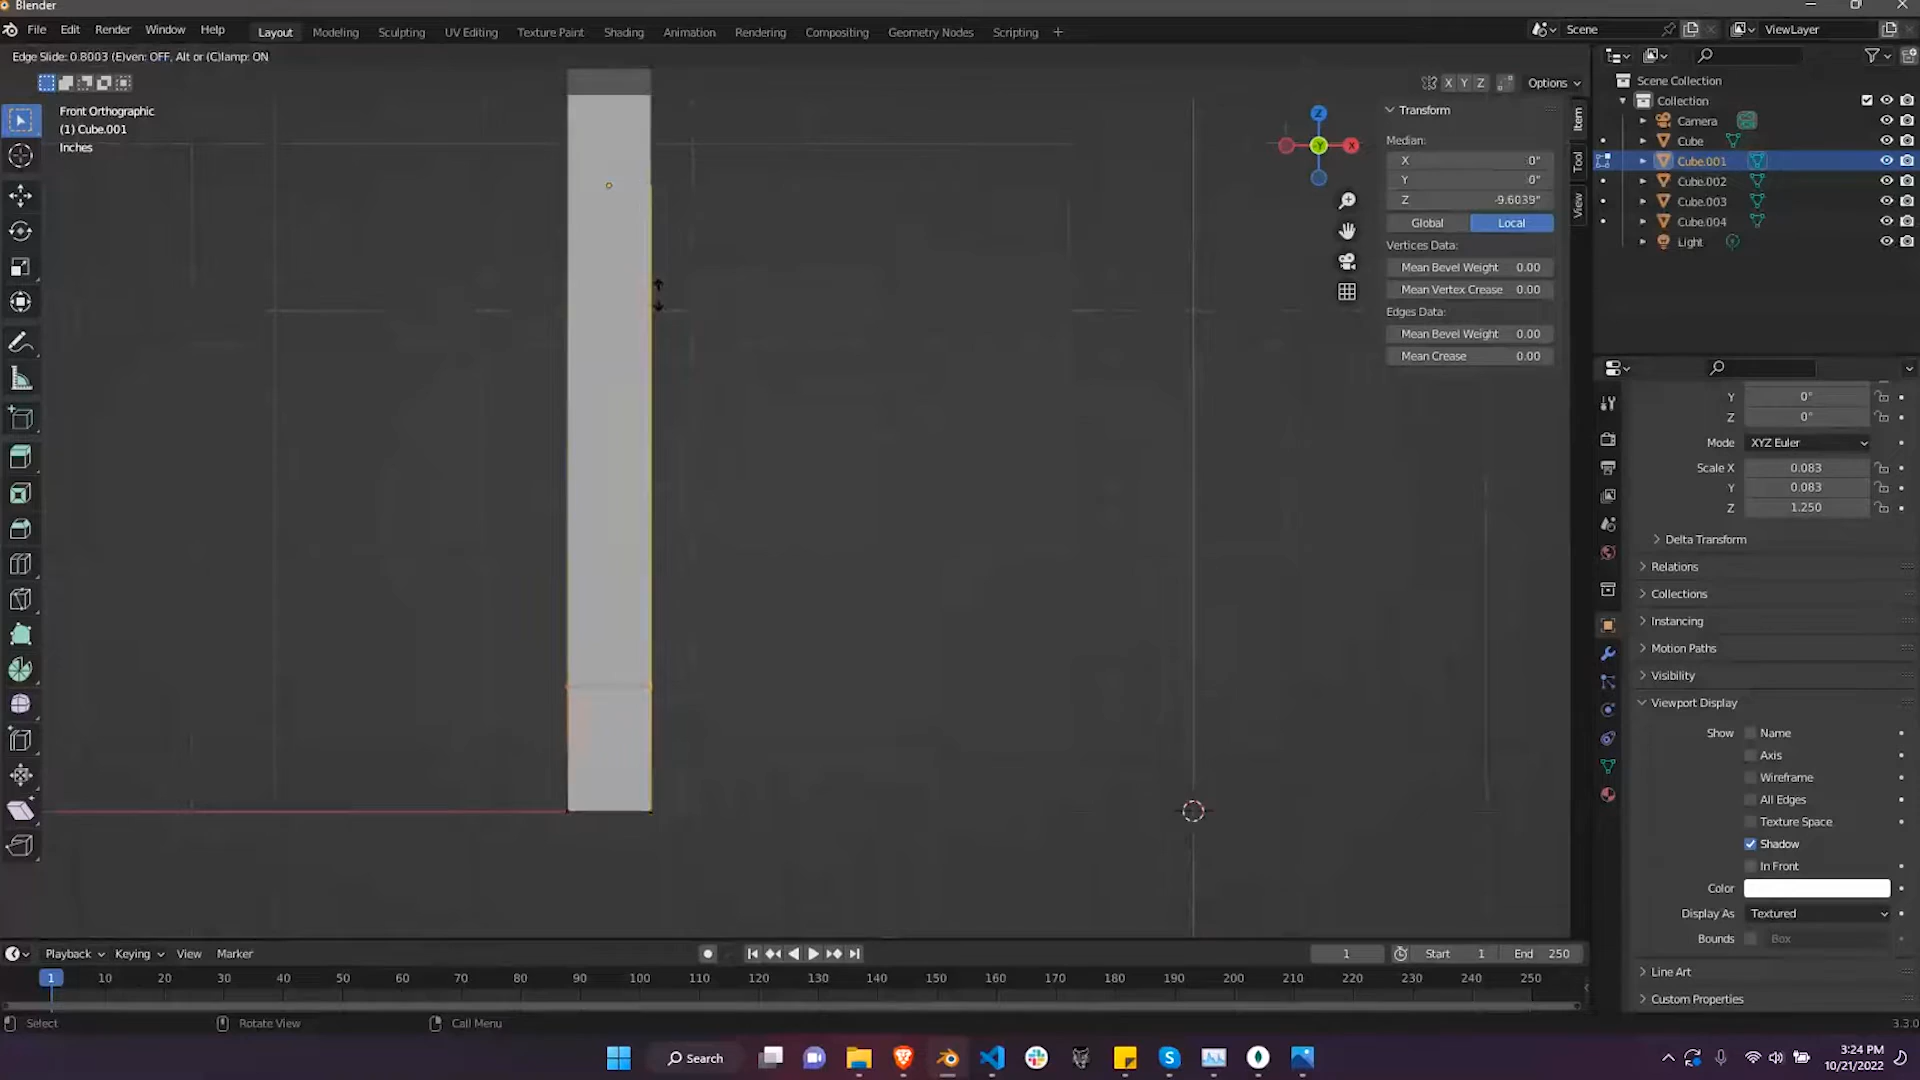 Blender
File Edit Render Window Help
Layout Modeling Sculpting UV Editing Texture Paint Shading Animation Rendering Compositing Geometry Nodes Scripting +
Scene
ViewLayer
Edge Slide: 0.8003 (E)ven: OFF, Alt or (C)lamp: ON
X Y Z
Options
Front Orthographic
(1) Cube.001
Inches
Z
X
-Y
Transform
Median:
X 0"
Y 0"
Z -9.6039"
Global Local
Vertices Data:
Mean Bevel Weight 0.00
Mean Vertex Crease 0.00
Edges Data:
Mean Bevel Weight 0.00
Mean Crease 0.00
Item
Tool
View
Scene Collection
Collection
Camera
Cube
Cube.001
Cube.002
Cube.003
Cube.004
Light
Y 0°
Z 0°
Mode XYZ Euler
Scale X 0.083
Y 0.083
Z 1.250
Delta Transform
Relations
Collections
Instancing
Motion Paths
Visibility
Viewport Display
Show Name
Axis
Wireframe
All Edges
Texture Space
Shadow
In Front
Color
Display As Textured
Bounds Box
Line Art
Custom Properties
Playback Keying View Marker
1 Start 1 End 250
1 10 20 30 40 50 60 70 80 90 100 110 120 130 140 150 160 170 180 190 200 210 220 230 240 250
Select Rotate View Call Menu
3.3.0
Search
3:24 PM
10/21/2022